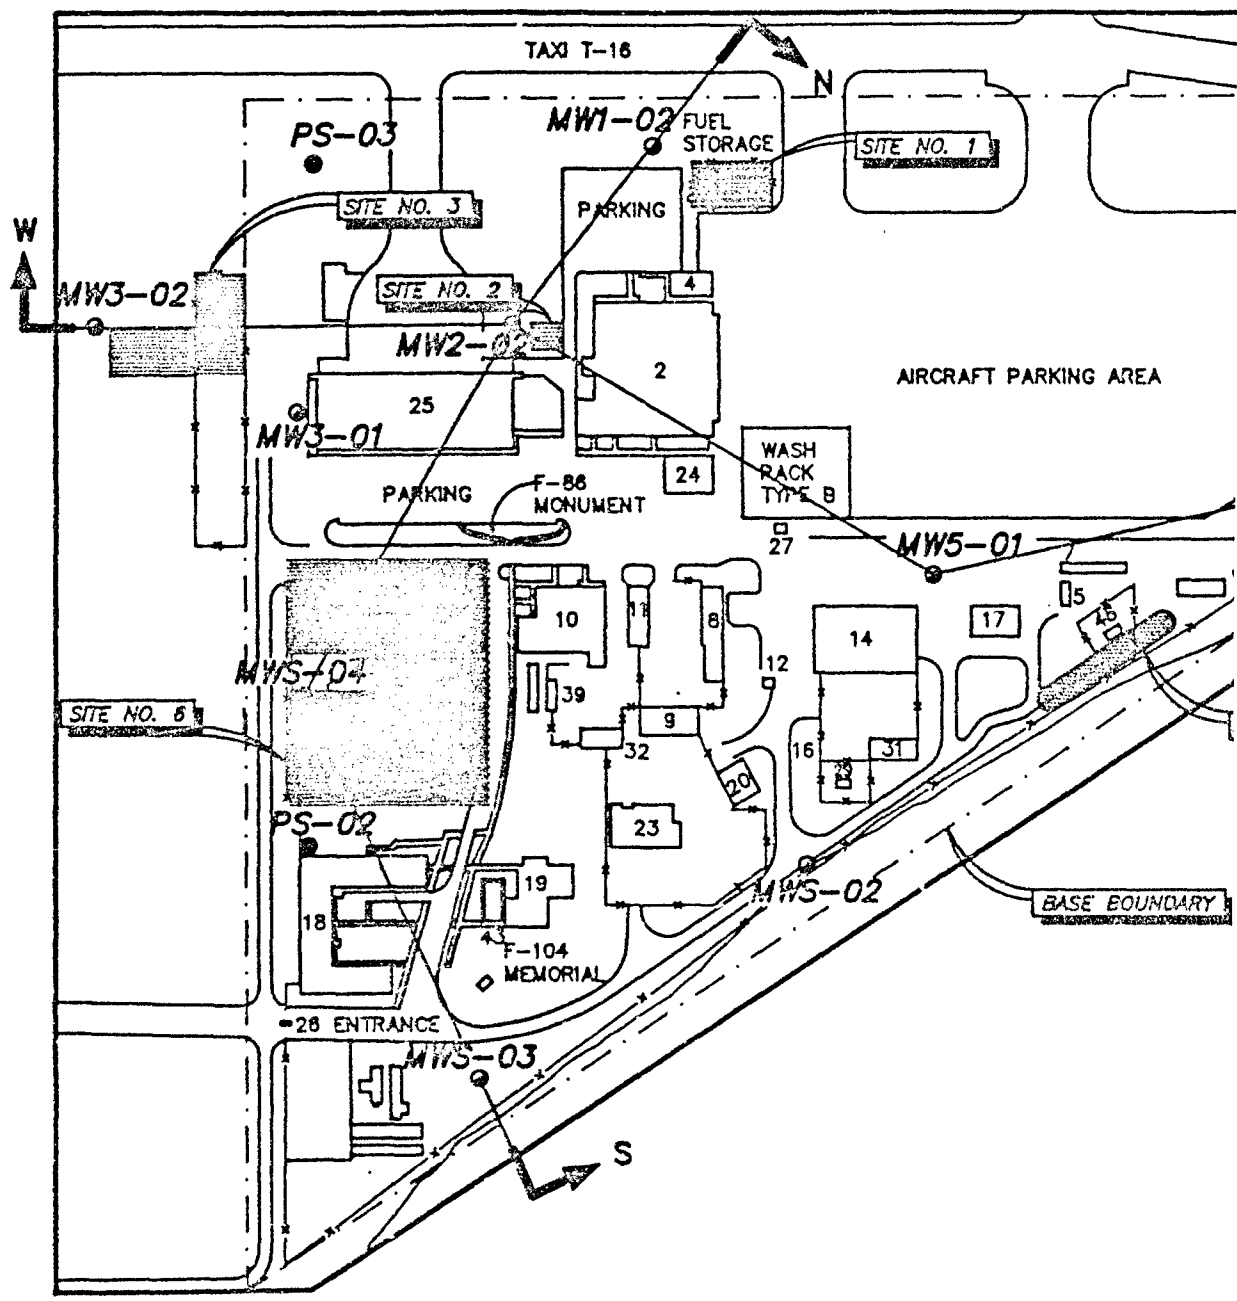 TAXI T-16
N
PS-03
MW1-02
FUEL
STORAGE
SITE NO. 1
SITE NO. 3
PARKING
W
MW3-02
SITE NO. 2
4
MW2-02
2
AIRCRAFT PARKING AREA
25
MW3-01
WASH
RACK
TYPE B
24
PARKING
F-86
MONUMENT
27
MW5-01
5
46
10
11
8
14
17
MWS-04
12
39
SITE NO. 6
9
32
16
31
20
PS-02
23
MWS-02
19
18
BASE BOUNDARY
43
F-104
MEMORIAL
26 ENTRANCE
MWS-03
S